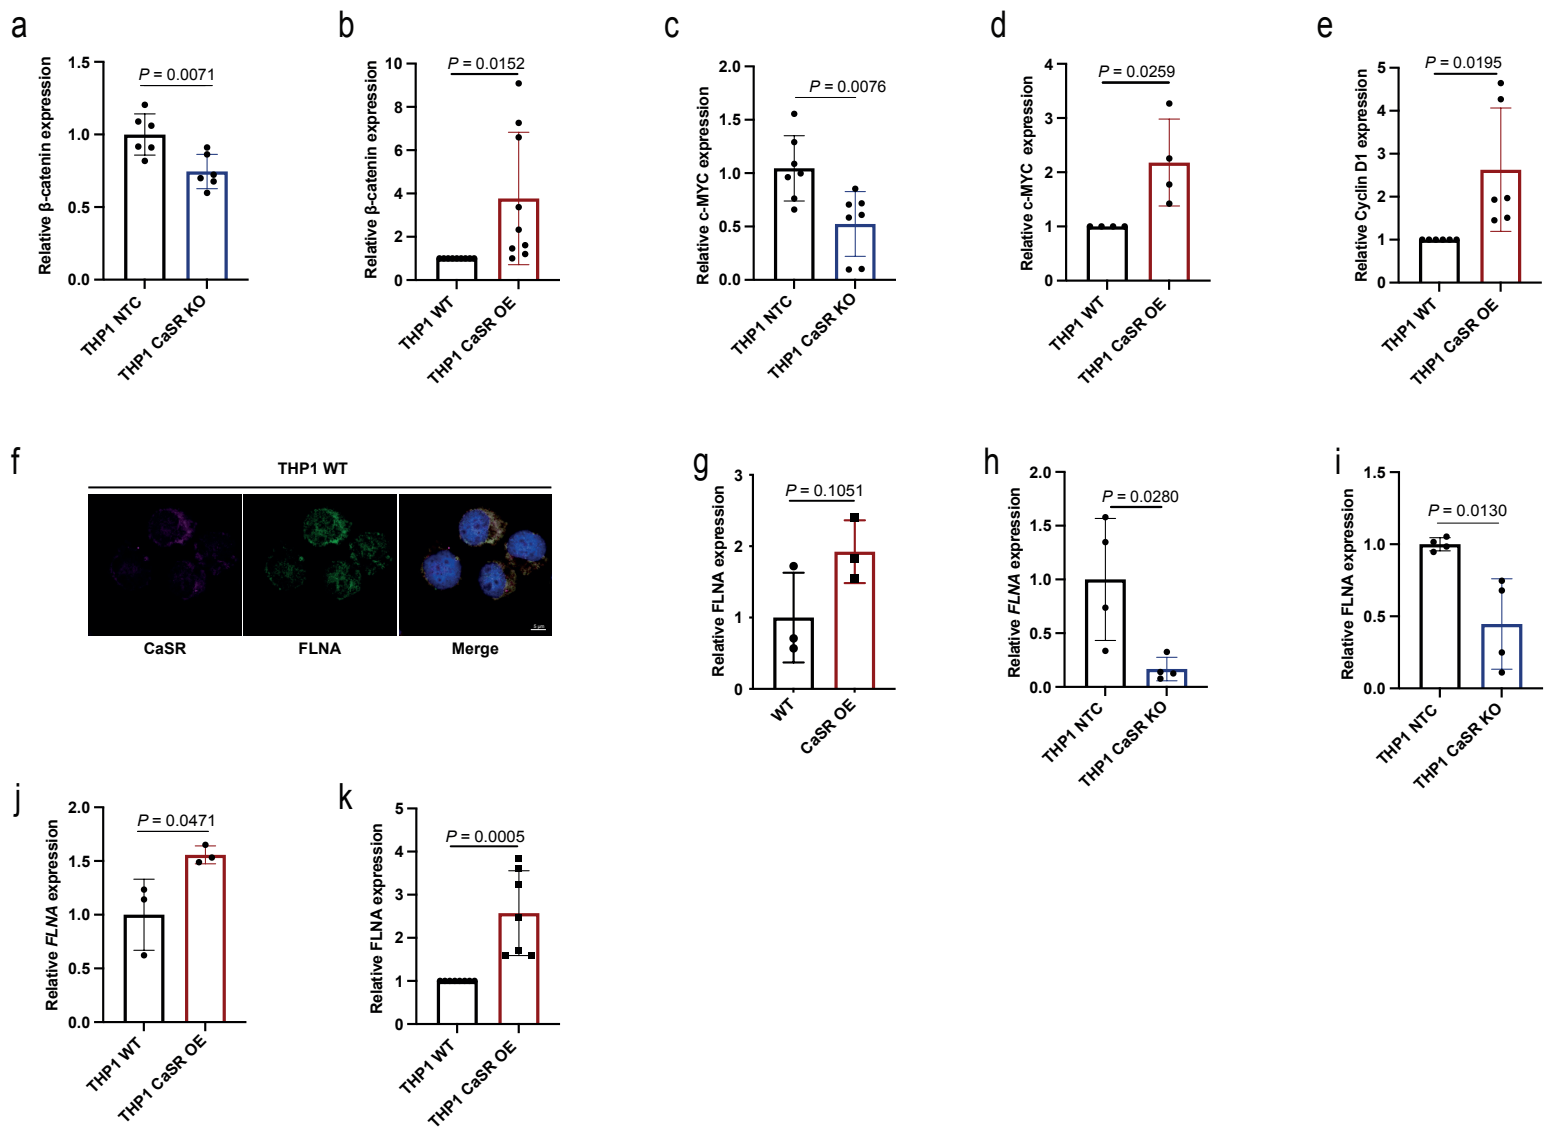 a
Relative β-catenin expression
1.5
1.0
0.5
0.0
P = 0.0071
THP1 NTC
THP1 CaSR KO
b
Relative β-catenin expression
10
8
6
4
2
0
P = 0.0152
THP1 WT
THP1 CaSR OE
c
Relative c-MYC expression
2.0
1.5
1.0
0.5
0.0
P = 0.0076
THP1 NTC
THP1 CaSR KO
d
Relative c-MYC expression
4
3
2
1
0
P = 0.0259
THP1 WT
THP1 CaSR OE
e
Relative Cyclin D1 expression
5
4
3
2
1
0
P = 0.0195
THP1 WT
THP1 CaSR OE
f
THP1 WT
5 µm
CaSR
FLNA
Merge
g
Relative FLNA expression
3
2
1
0
P = 0.1051
WT
CaSR OE
h
Relative FLNA expression
2.0
1.5
1.0
0.5
0.0
P = 0.0280
THP1 NTC
THP1 CaSR KO
i
Relative FLNA expression
1.5
1.0
0.5
0.0
P = 0.0130
THP1 NTC
THP1 CaSR KO
j
Relative FLNA expression
2.0
1.5
1.0
0.5
0.0
P = 0.0471
THP1 WT
THP1 CaSR OE
k
Relative FLNA expression
5
4
3
2
1
0
P = 0.0005
THP1 WT
THP1 CaSR OE